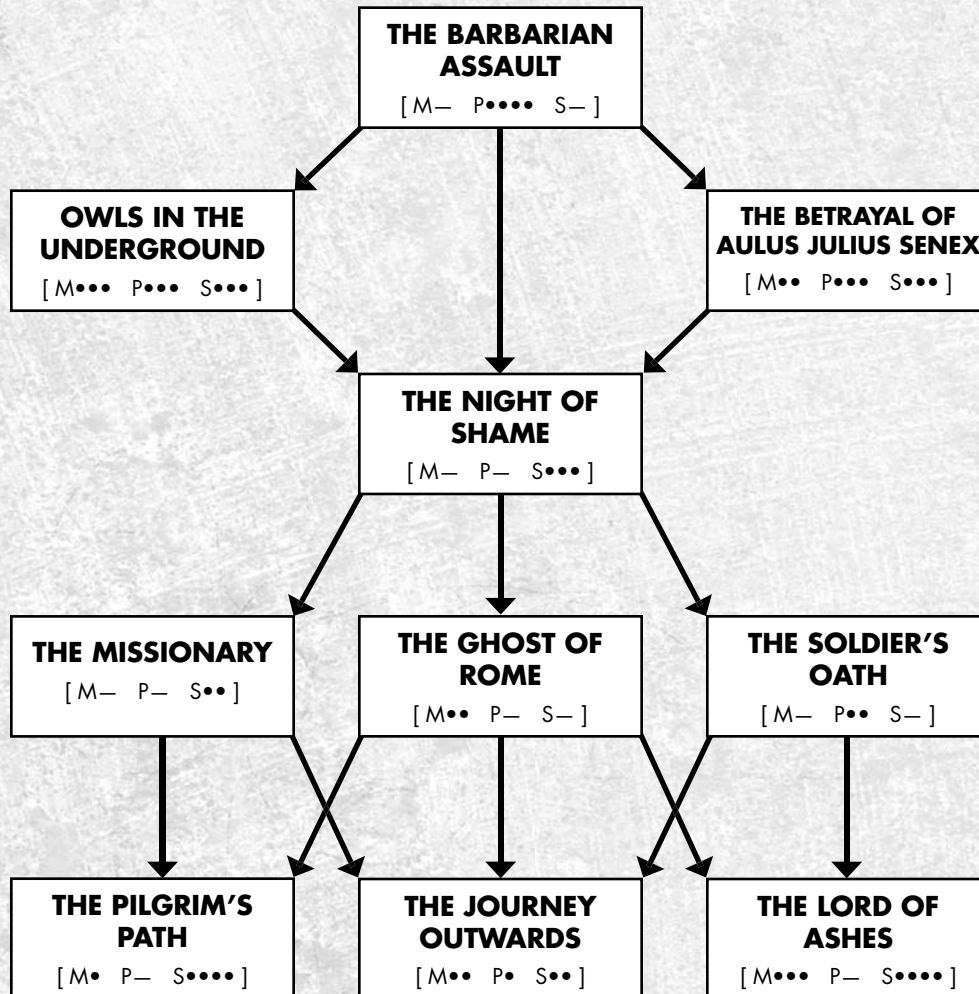 THE BARBARIAN
ASSAULT
[ M— P•••• S— ]
OWLS IN THE
UNDERGROUND
[ M••• P••• S••• ]
THE BETRAYAL OF
AULUS JULIUS SENEX
[ M•• P••• S••• ]
THE NIGHT OF
SHAME
[ M— P— S••• ]
THE MISSIONARY
[ M— P— S•• ]
THE GHOST OF
ROME
[ M•• P— S— ]
THE SOLDIER’S
OATH
[ M— P•• S— ]
THE PILGRIM’S
PATH
[ M• P— S•••• ]
THE JOURNEY
OUTWARDS
[ M•• P• S•• ]
THE LORD OF
ASHES
[ M••• P— S•••• ]